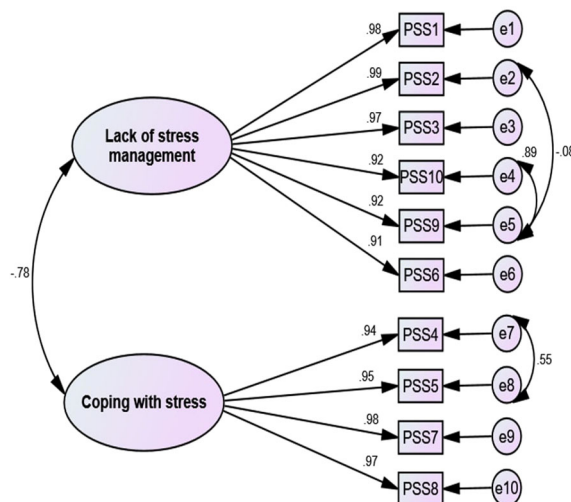 .98
PSS1
e1
.99
PSS2
e2
.97
PSS3
e3
Lack of stress
management
.92
PSS10
e4
.89
-.08
.92
PSS9
e5
.91
PSS6
e6
-.78
.94
PSS4
e7
.55
Coping with stress
.95
PSS5
e8
.98
PSS7
e9
.97
PSS8
e10